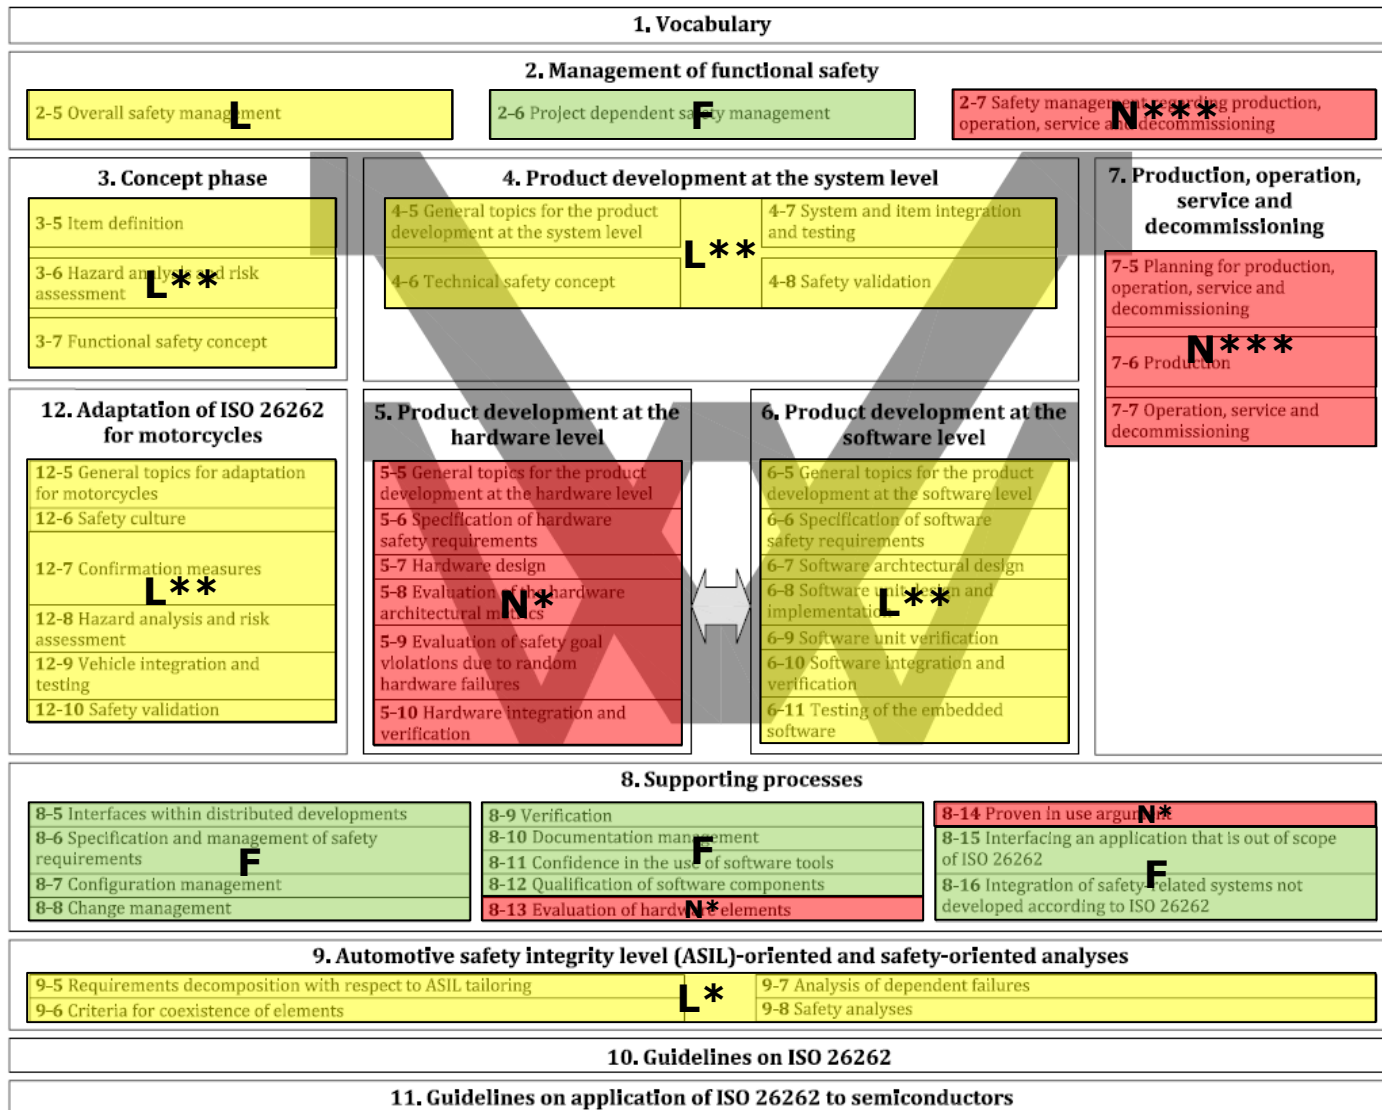 1. Vocabulary
2. Management of functional safety
2-5 Overall safety management
L
2-6 Project dependent safety management
F
2-7 Safety management regarding production,
operation, service and decommissioning
N***
3. Concept phase
3-5 Item definition
3-6 Hazard analysis and risk
assessment
L**
3-7 Functional safety concept
4. Product development at the system level
4-5 General topics for the product
development at the system level
4-6 Technical safety concept
L**
4-7 System and item integration
and testing
4-8 Safety validation
7. Production, operation,
service and
decommissioning
7-5 Planning for production,
operation, service and
decommissioning
N***
7-6 Production
7-7 Operation, service and
decommissioning
12. Adaptation of ISO 26262
for motorcycles
12-5 General topics for adaptation
for motorcycles
12-6 Safety culture
12-7 Confirmation measures
L**
12-8 Hazard analysis and risk
assessment
12-9 Vehicle integration and
testing
12-10 Safety validation
5. Product development at the
hardware level
5-5 General topics for the product
development at the hardware level
5-6 Specification of hardware
safety requirements
5-7 Hardware design
5-8 Evaluation of the hardware
architectural metrics
N*
5-9 Evaluation of safety goal
violations due to random
hardware failures
5-10 Hardware integration and
verification
6. Product development at the
software level
6-5 General topics for the product
development at the software level
6-6 Specification of software
safety requirements
6-7 Software archtectural design
6-8 Software unit design and
implementation
L**
6-9 Software unit verification
6-10 Software integration and
verification
6-11 Testing of the embedded
software
8. Supporting processes
8-5 Interfaces within distributed developments
8-6 Specification and management of safety
requirements
F
8-7 Configuration management
8-8 Change management
8-9 Verification
8-10 Documentation management
F
8-11 Confidence in the use of software tools
8-12 Qualification of software components
8-13 Evaluation of hardware elements
N*
8-14 Proven in use argument
N*
8-15 Interfacing an application that is out of scope
of ISO 26262
F
8-16 Integration of safety-related systems not
developed according to ISO 26262
9. Automotive safety integrity level (ASIL)-oriented and safety-oriented analyses
9-5 Requirements decomposition with respect to ASIL tailoring
9-6 Criteria for coexistence of elements
L*
9-7 Analysis of dependent failures
9-8 Safety analyses
10. Guidelines on ISO 26262
11. Guidelines on application of ISO 26262 to semiconductors